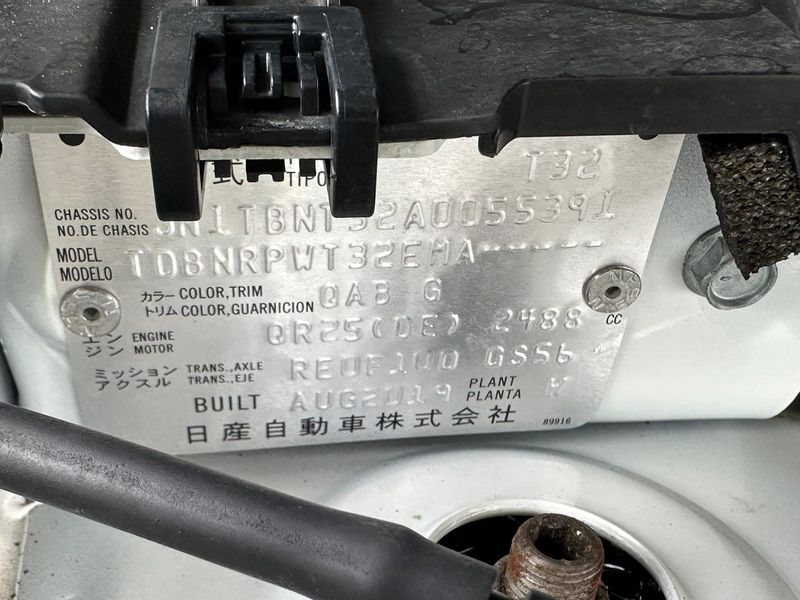 式 TIPO T32
CHASSIS NO.
NO.DE CHASIS JN1TBNT32A0055391
MODEL
MODELO TDBNRPWT32EHA-----
カラー COLOR,TRIM
トリム COLOR,GUARNICION QAB G
エンジン ENGINE MOTOR QR25(DE) 2488 CC
ミッション TRANS.,AXLE
アクスル TRANS.,EJE RE0F10D GS56
BUILT AUG2019 PLANT PLANTA K
日産自動車株式会社 89916